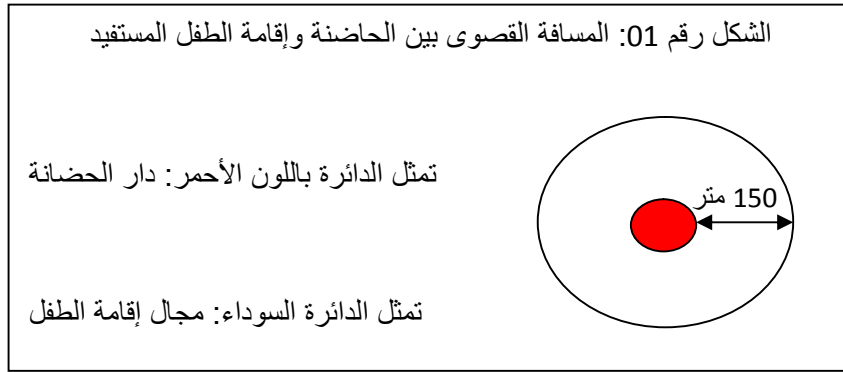 الشكل رقم 01: المسافة القصوى بين الحاضنة وإقامة الطفل المستفيد
تمثل الدائرة باللون الأحمر: دار الحضانة
150 متر
تمثل الدائرة السوداء: مجال إقامة الطفل